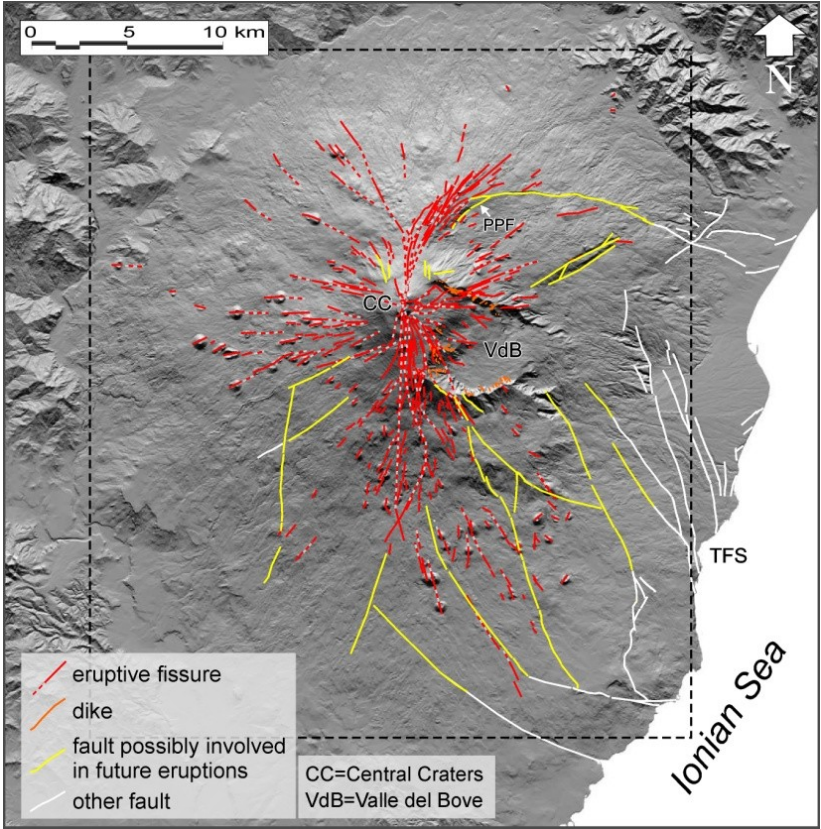 0 5 10 km
N
PPF
CC
VdB
TFS
Ionian Sea
eruptive fissure
dike
fault possibly involved
in future eruptions
other fault
CC=Central Craters
VdB=Valle del Bove